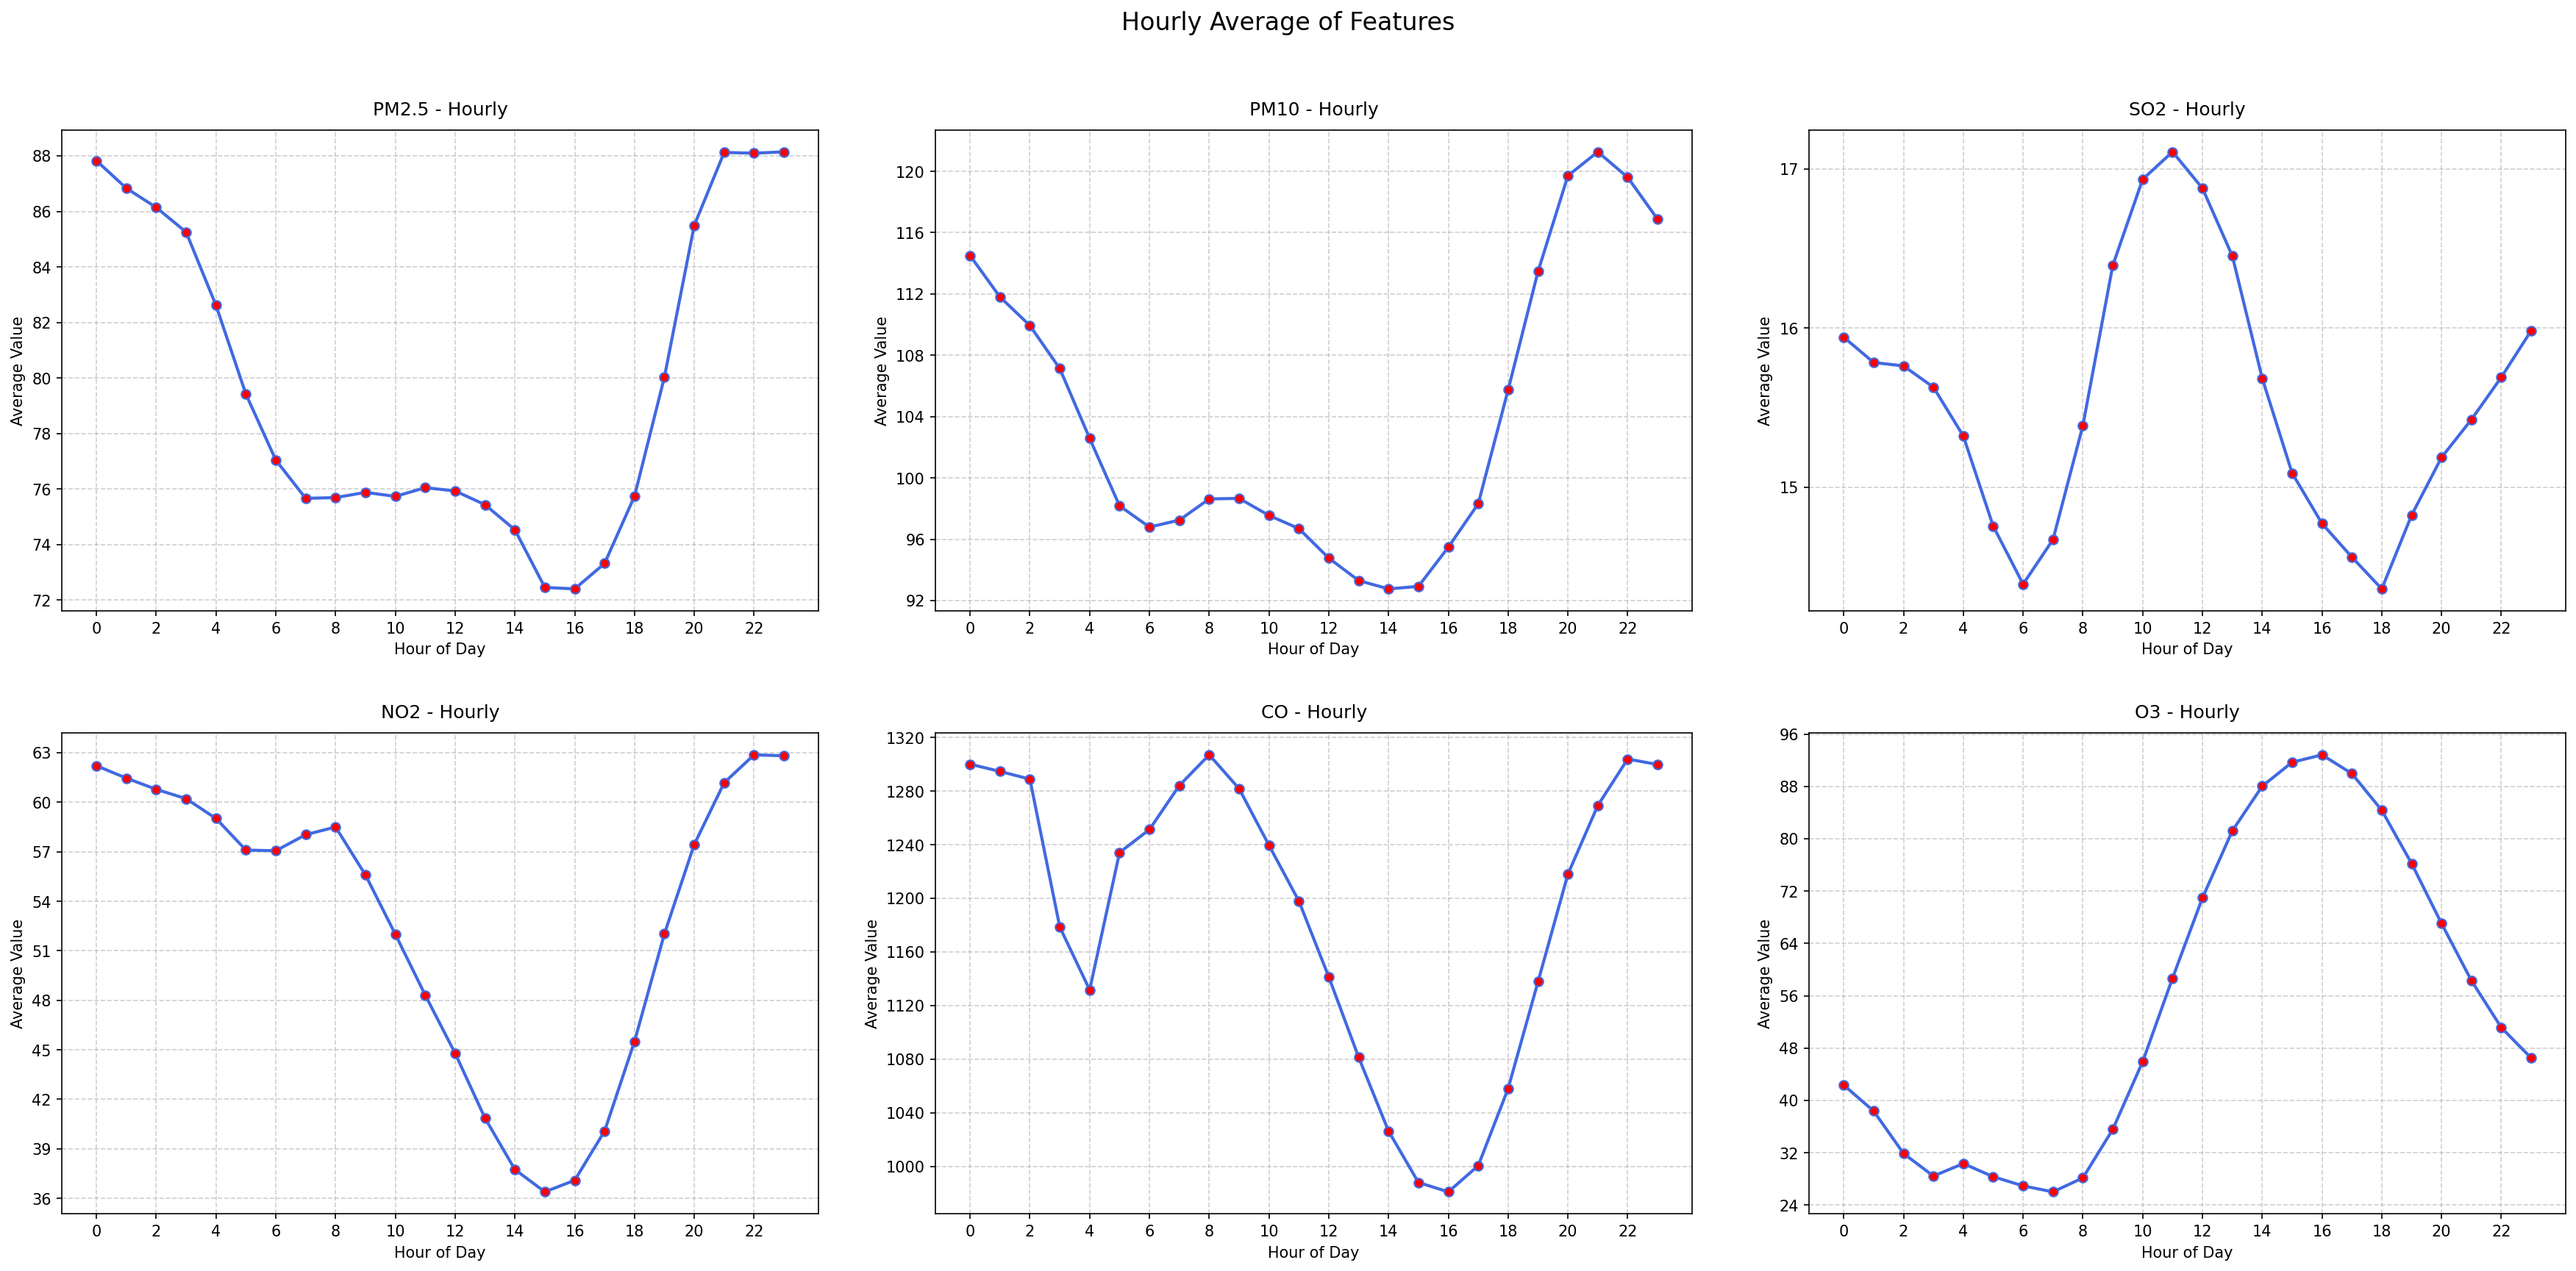 Hourly Average of Features
PM2.5 - Hourly
88
86
84
82
80
78
76
74
72
Average Value
0 2 4 6 8 10 12 14 16 18 20 22
Hour of Day
PM10 - Hourly
120
116
112
108
104
100
96
92
Average Value
0 2 4 6 8 10 12 14 16 18 20 22
Hour of Day
SO2 - Hourly
17
16
15
Average Value
0 2 4 6 8 10 12 14 16 18 20 22
Hour of Day
NO2 - Hourly
63
60
57
54
51
48
45
42
39
36
Average Value
0 2 4 6 8 10 12 14 16 18 20 22
Hour of Day
CO - Hourly
1320
1280
1240
1200
1160
1120
1080
1040
1000
Average Value
0 2 4 6 8 10 12 14 16 18 20 22
Hour of Day
O3 - Hourly
96
88
80
72
64
56
48
40
32
24
Average Value
0 2 4 6 8 10 12 14 16 18 20 22
Hour of Day